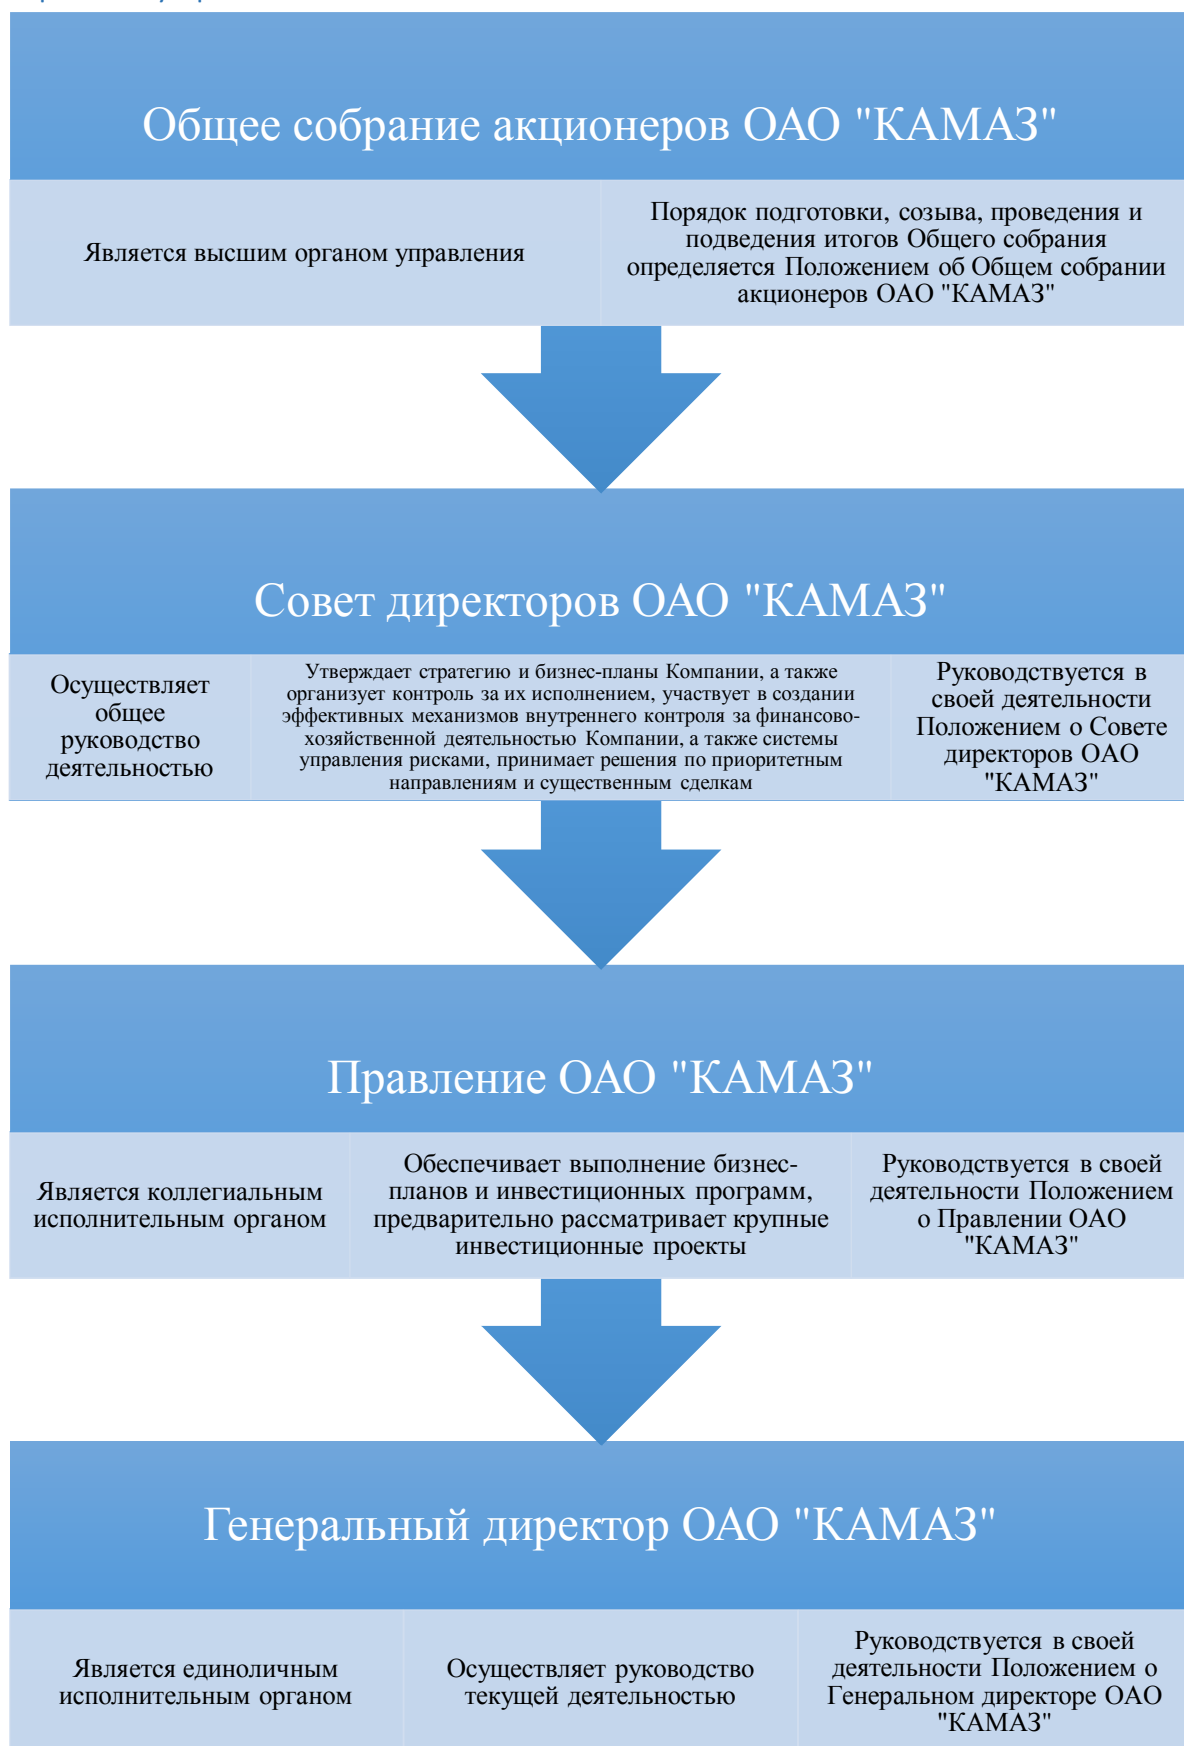 Общее собрание акционеров ОАО "КАМАЗ"
Является высшим органом управления
Порядок подготовки, созыва, проведения и
подведения итогов Общего собрания
определяется Положением об Общем собрании
акционеров ОАО "КАМАЗ"
Совет директоров ОАО "КАМАЗ"
Осуществляет
общее
руководство
деятельностью
Утверждает стратегию и бизнес-планы Компании, а также
организует контроль за их исполнением, участвует в создании
эффективных механизмов внутреннего контроля за финансово-
хозяйственной деятельностью Компании, а также системы
управления рисками, принимает решения по приоритетным
направлениям и существенным сделкам
Руководствуется в
своей деятельности
Положением о Совете
директоров ОАО
"КАМАЗ"
Правление ОАО "КАМАЗ"
Является коллегиальным
исполнительным органом
Обеспечивает выполнение бизнес-
планов и инвестиционных программ,
предварительно рассматривает крупные
инвестиционные проекты
Руководствуется в своей
деятельности Положением
о Правлении ОАО
"КАМАЗ"
Генеральный директор ОАО "КАМАЗ"
Является единоличным
исполнительным органом
Осуществляет руководство
текущей деятельностью
Руководствуется в своей
деятельности Положением о
Генеральном директоре ОАО
"КАМАЗ"